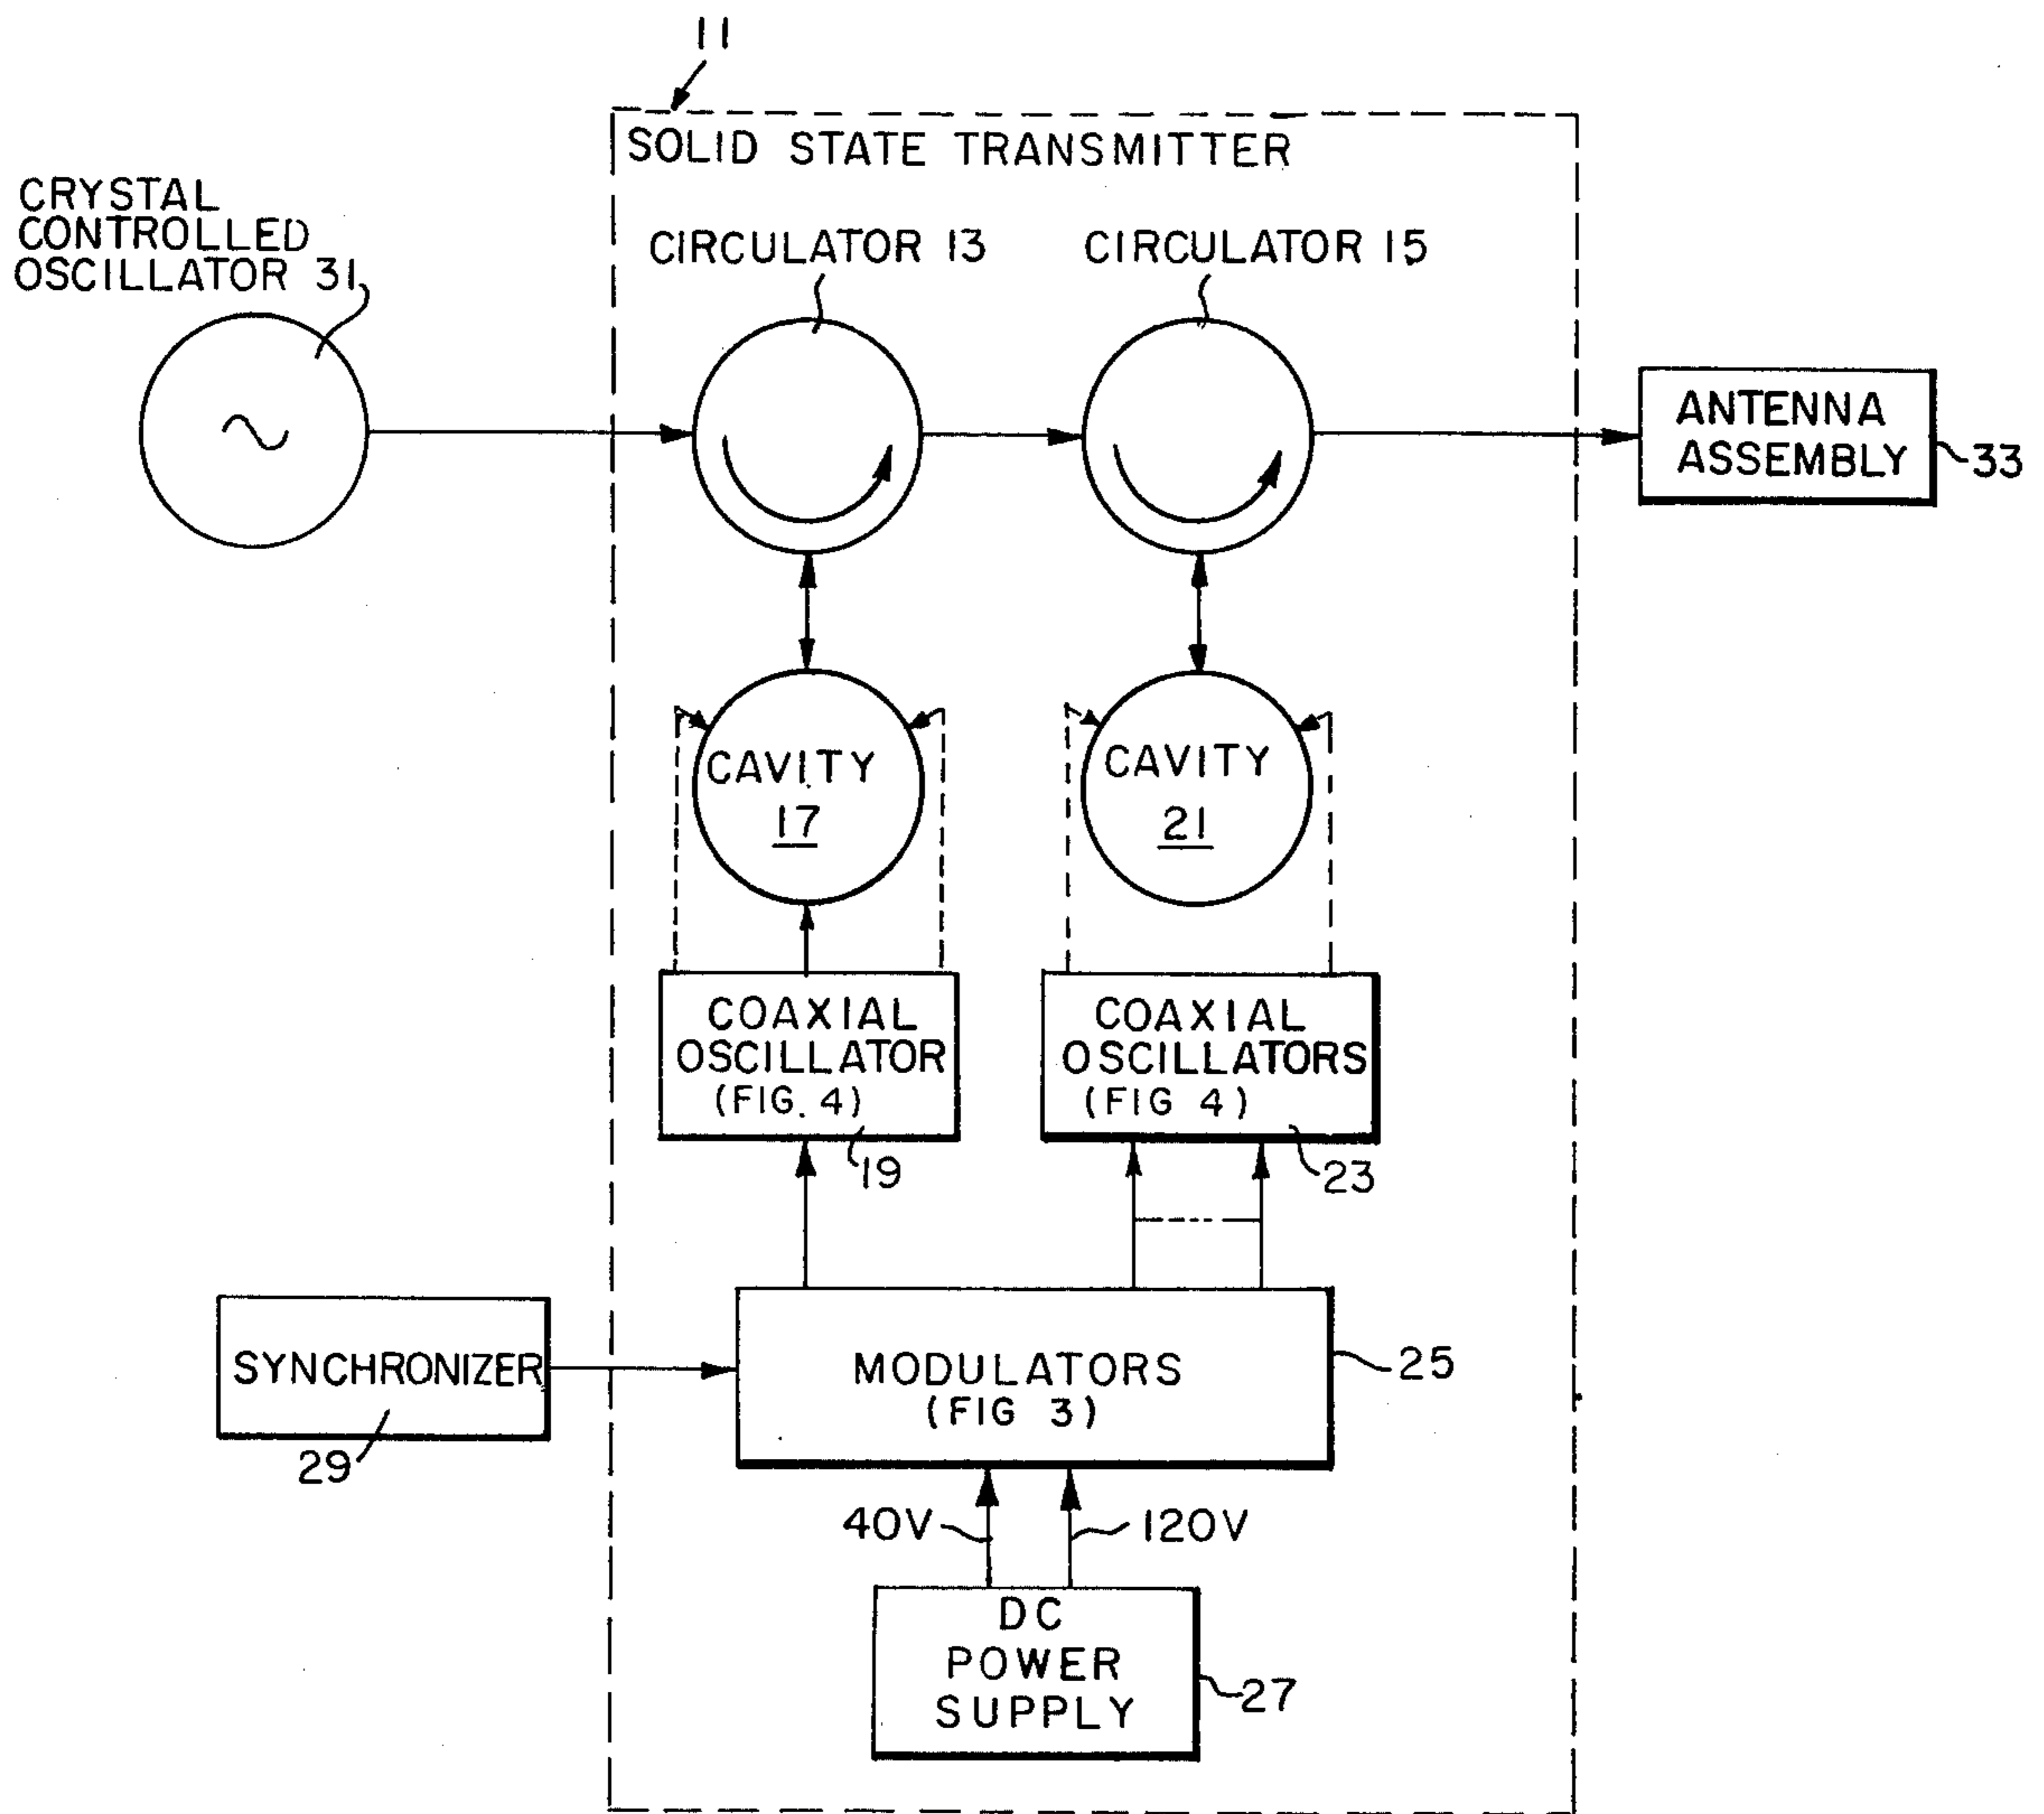 11
SOLID STATE TRANSMITTER
CRYSTAL
CONTROLLED
OSCILLATOR 31
CIRCULATOR 13
CIRCULATOR 15
ANTENNA
ASSEMBLY
33
CAVITY
17
CAVITY
21
COAXIAL
OSCILLATOR
(FIG. 4)
19
COAXIAL
OSCILLATORS
(FIG 4)
23
SYNCHRONIZER
29
MODULATORS
(FIG 3)
25
40V
120V
DC
POWER
SUPPLY
27